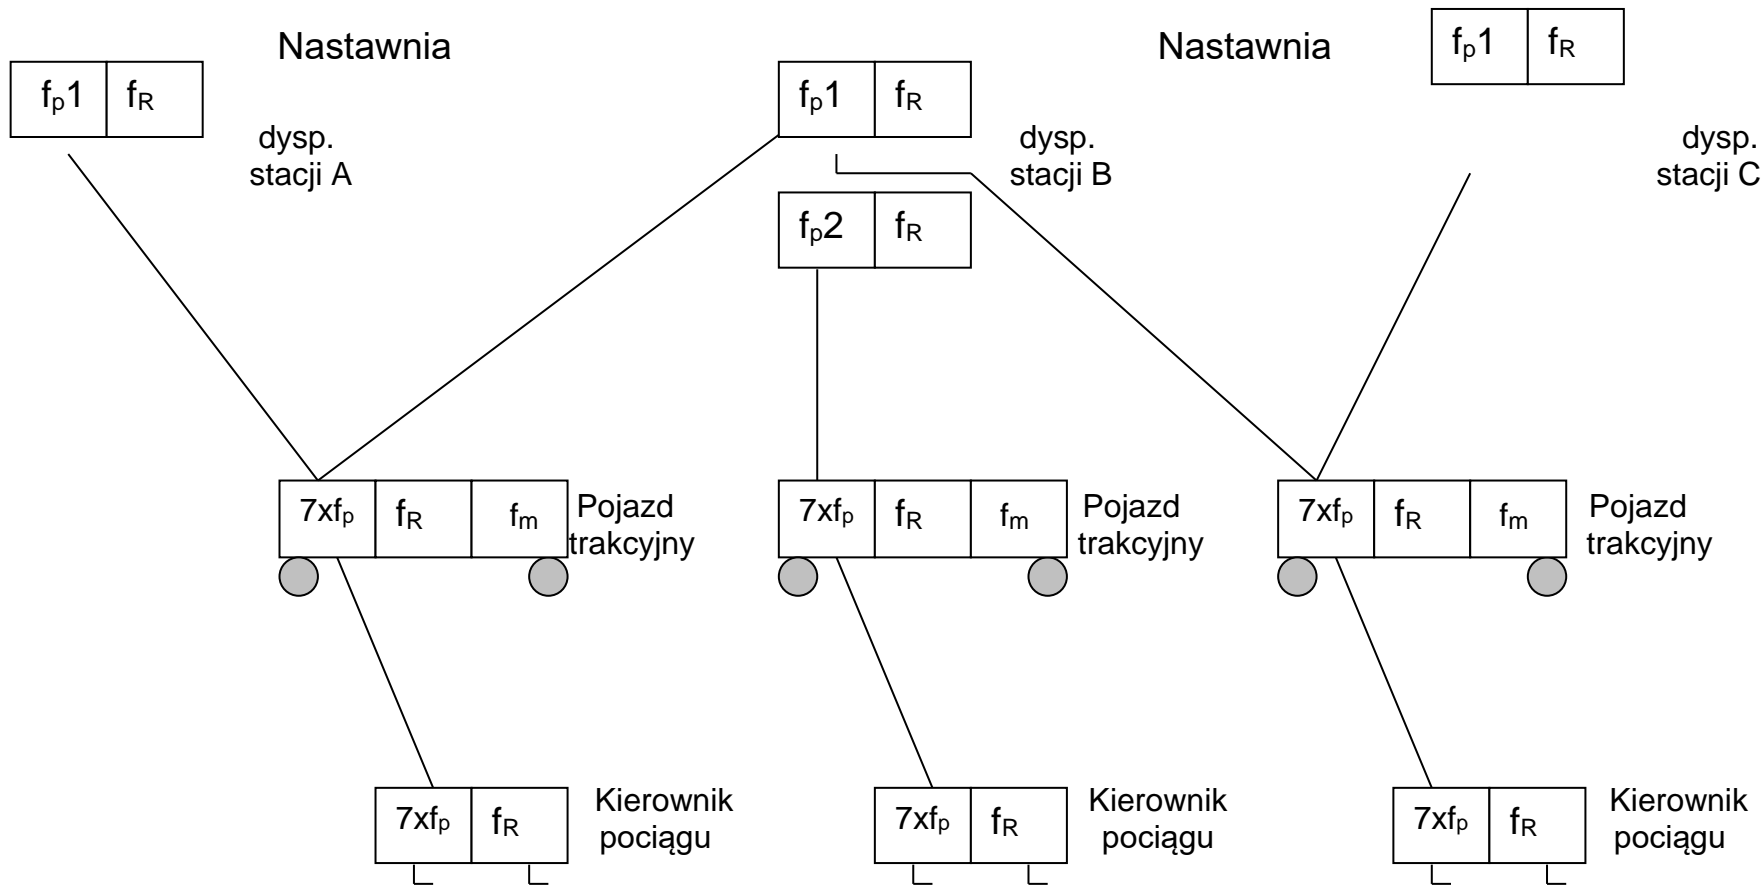 Nastawnia
Nastawnia
fp1 fR
fp1 fR
fp1 fR
dysp.
stacji A
dysp.
stacji B
dysp.
stacji C
fp2 fR
7xfp fR fm
Pojazd
trakcyjny
7xfp fR fm
Pojazd
trakcyjny
7xfp fR fm
Pojazd
trakcyjny
7xfp fR
Kierownik
pociągu
7xfp fR
Kierownik
pociągu
7xfp fR
Kierownik
pociągu